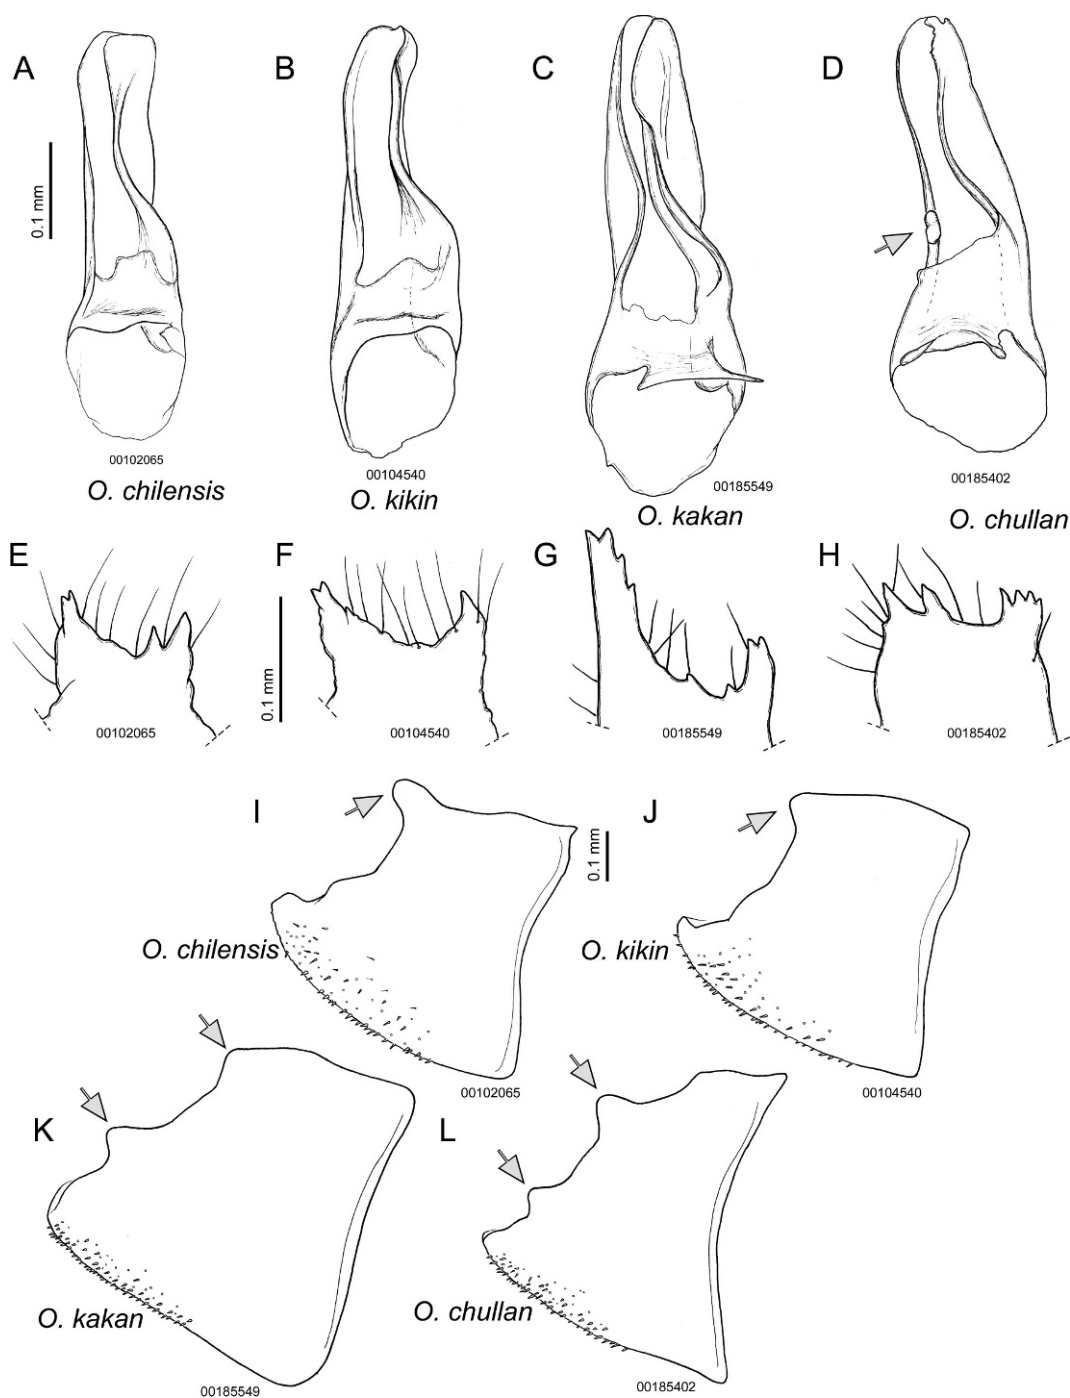 A
B
C
D
0.1 mm
00102065
O. chilensis
00104540
O. kikin
00185549
O. kakan
00185402
O. chullan
E
F
G
H
0.1 mm
00102065
00104540
00185549
00185402
I
J
0.1 mm
O. chilensis
O. kikin
00102065
00104540
K
L
O. kakan
O. chullan
00185549
00185402